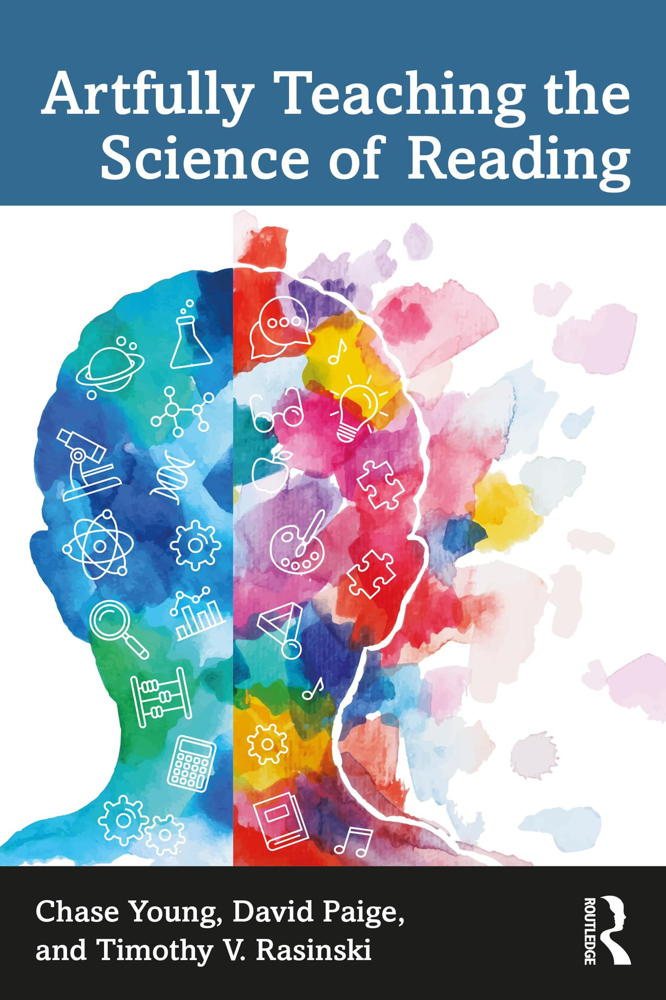 Artfully Teaching the
Science of Reading
Chase Young, David Paige,
and Timothy V. Rasinski
ROUTLEDGE